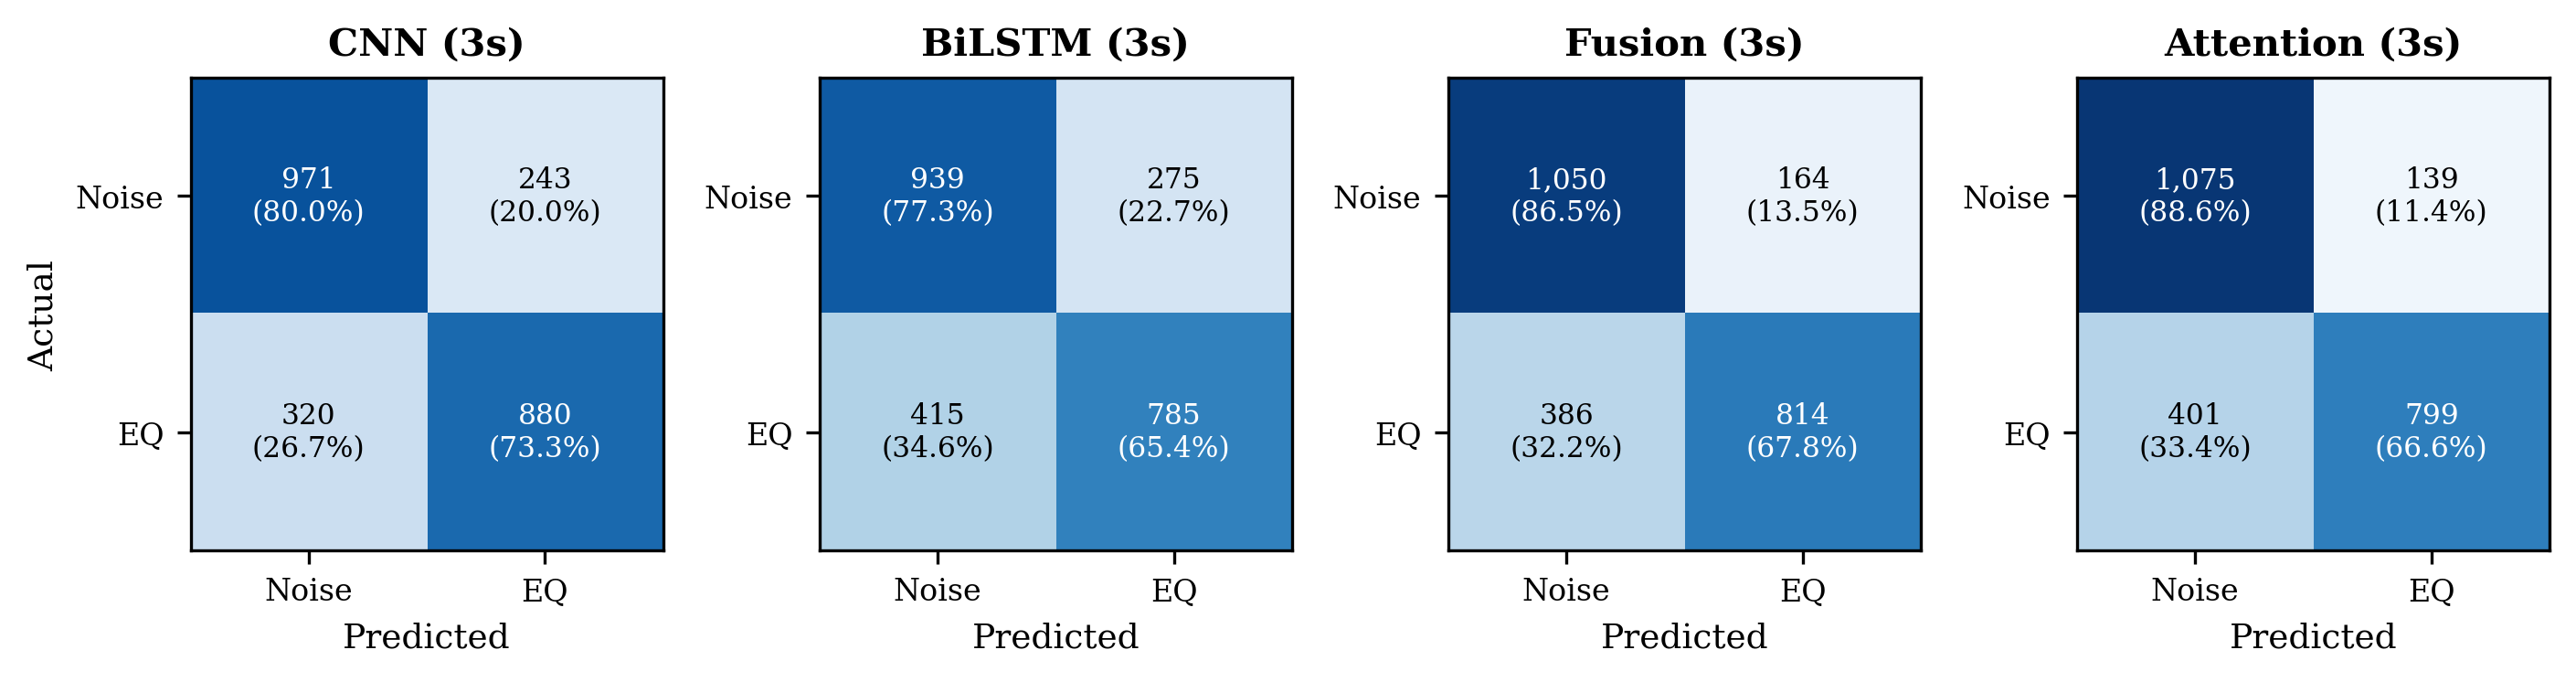 CNN (3s)
BiLSTM (3s)
Fusion (3s)
Attention (3s)
Actual
Noise
971
(80.0%)
243
(20.0%)
EQ
320
(26.7%)
880
(73.3%)
Noise
EQ
Predicted
Noise
939
(77.3%)
275
(22.7%)
EQ
415
(34.6%)
785
(65.4%)
Noise
EQ
Predicted
Noise
1,050
(86.5%)
164
(13.5%)
EQ
386
(32.2%)
814
(67.8%)
Noise
EQ
Predicted
Noise
1,075
(88.6%)
139
(11.4%)
EQ
401
(33.4%)
799
(66.6%)
Noise
EQ
Predicted